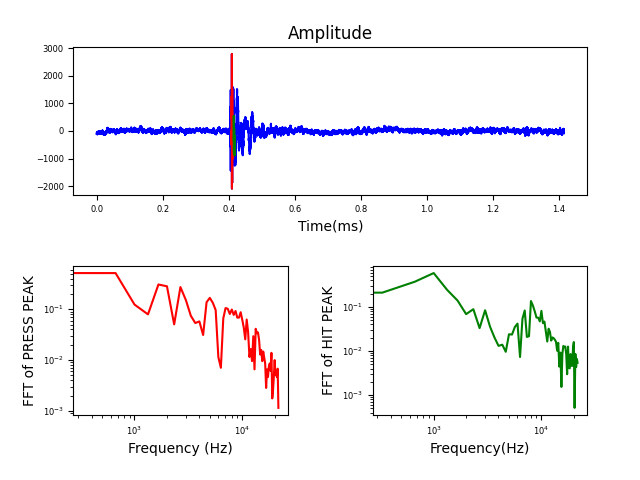 Amplitude
3000
2000
1000
0
−1000
−2000
0.0 0.2 0.4 0.6 0.8 1.0 1.2 1.4
Time(ms)
FFT of PRESS PEAK
10⁻¹
10⁻²
10⁻³
10³ 10⁴
Frequency (Hz)
FFT of HIT PEAK
10⁻¹
10⁻²
10⁻³
10³ 10⁴
Frequency(Hz)